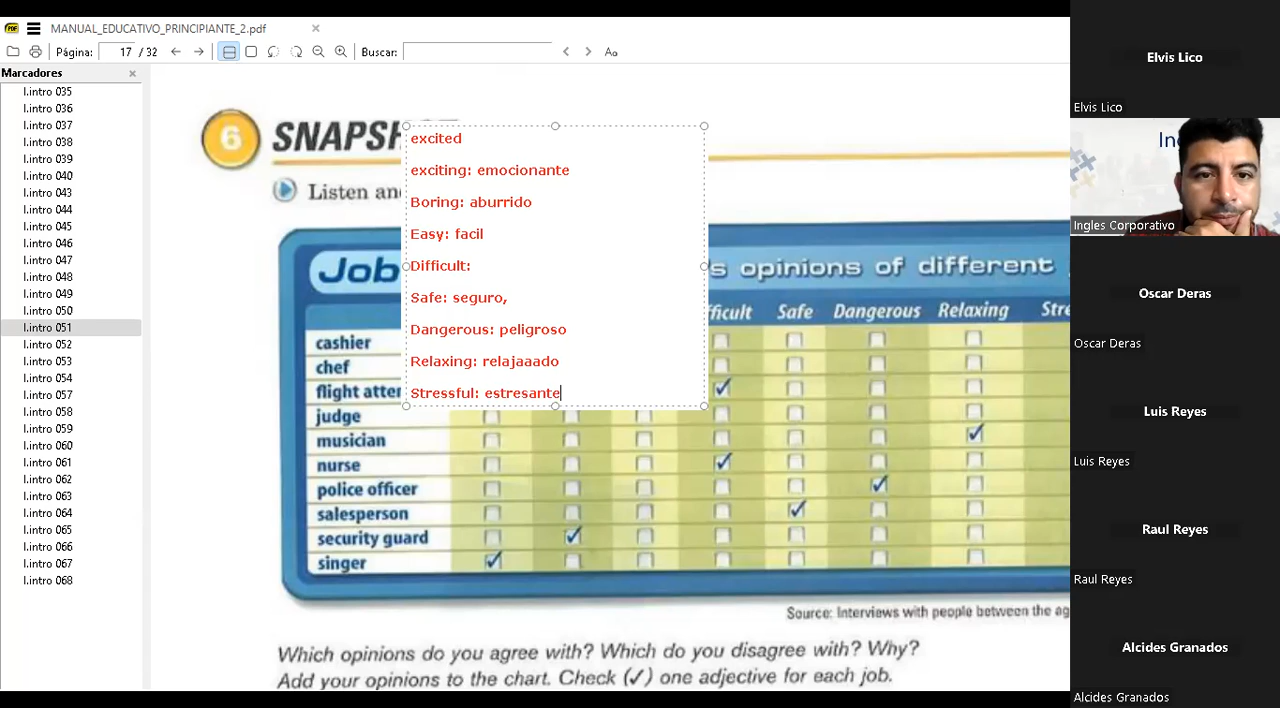 MANUAL_EDUCATIVO_PRINCIPIANTE_2.pdf
Página: 17 / 32 Buscar: Aa
Marcadores
I.intro 035
I.intro 036
I.intro 037
I.intro 038
I.intro 039
I.intro 040
I.intro 043
I.intro 044
I.intro 045
I.intro 046
I.intro 047
I.intro 048
I.intro 049
I.intro 050
I.intro 051
I.intro 052
I.intro 053
I.intro 054
I.intro 057
I.intro 058
I.intro 059
I.intro 060
I.intro 061
I.intro 062
I.intro 063
I.intro 064
I.intro 065
I.intro 066
I.intro 067
I.intro 068
6 SNAPS
Listen an
excited
exciting: emocionante
Boring: aburrido
Easy: facil
Difficult:
Safe: seguro,
Dangerous: peligroso
Relaxing: relajaaado
Stressful: estresante
Job s opinions of different
fficult Safe Dangerous Relaxing Stre
cashier
chef
flight atte
judge
musician
nurse
police officer
salesperson
security guard
singer
Source: Interviews with people between the ag
Which opinions do you agree with? Which do you disagree with? Why?
Add your opinions to the chart. Check (✓) one adjective for each job.
Elvis Lico
Elvis Lico
Ing
Ingles Corporativo
Oscar Deras
Oscar Deras
Luis Reyes
Luis Reyes
Raul Reyes
Raul Reyes
Alcides Granados
Alcides Granados